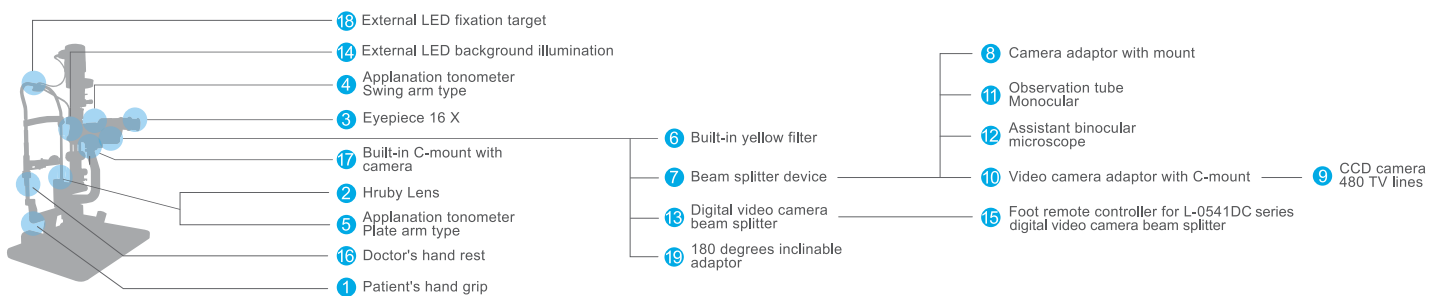 18 External LED fixation target
14 External LED background illumination
4 Applanation tonometer
Swing arm type
3 Eyepiece 16 X
17 Built-in C-mount with
camera
2 Hruby Lens
5 Applanation tonometer
Plate arm type
16 Doctor's hand rest
1 Patient's hand grip
6 Built-in yellow filter
7 Beam splitter device
13 Digital video camera
beam splitter
19 180 degrees inclinable
adaptor
8 Camera adaptor with mount
11 Observation tube
Monocular
12 Assistant binocular
microscope
10 Video camera adaptor with C-mount
15 Foot remote controller for L-0541DC series
digital video camera beam splitter
9 CCD camera
480 TV lines